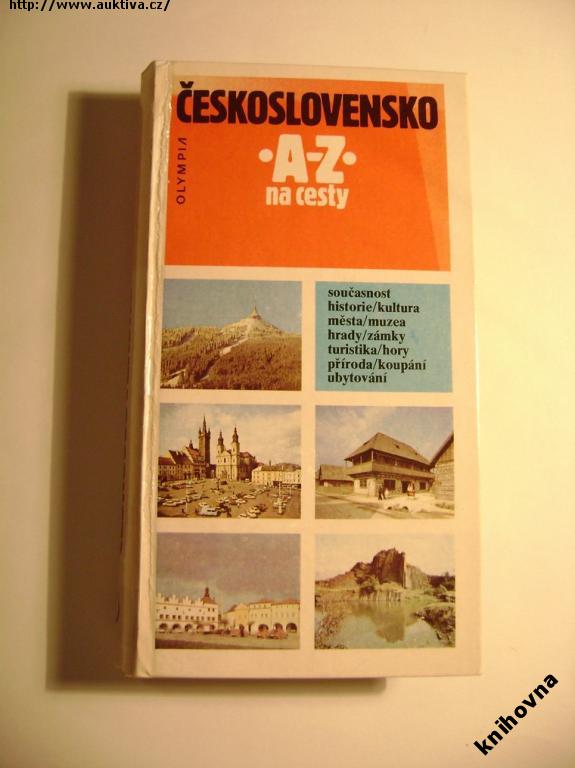 http://www.auktiva.cz/
ČESKOSLOVENSKO
·A-Z·
na cesty
OLYMPIA
současnost
historie/kultura
města/muzea
hrady/zámky
turistika/hory
příroda/koupání
ubytování
knihovna